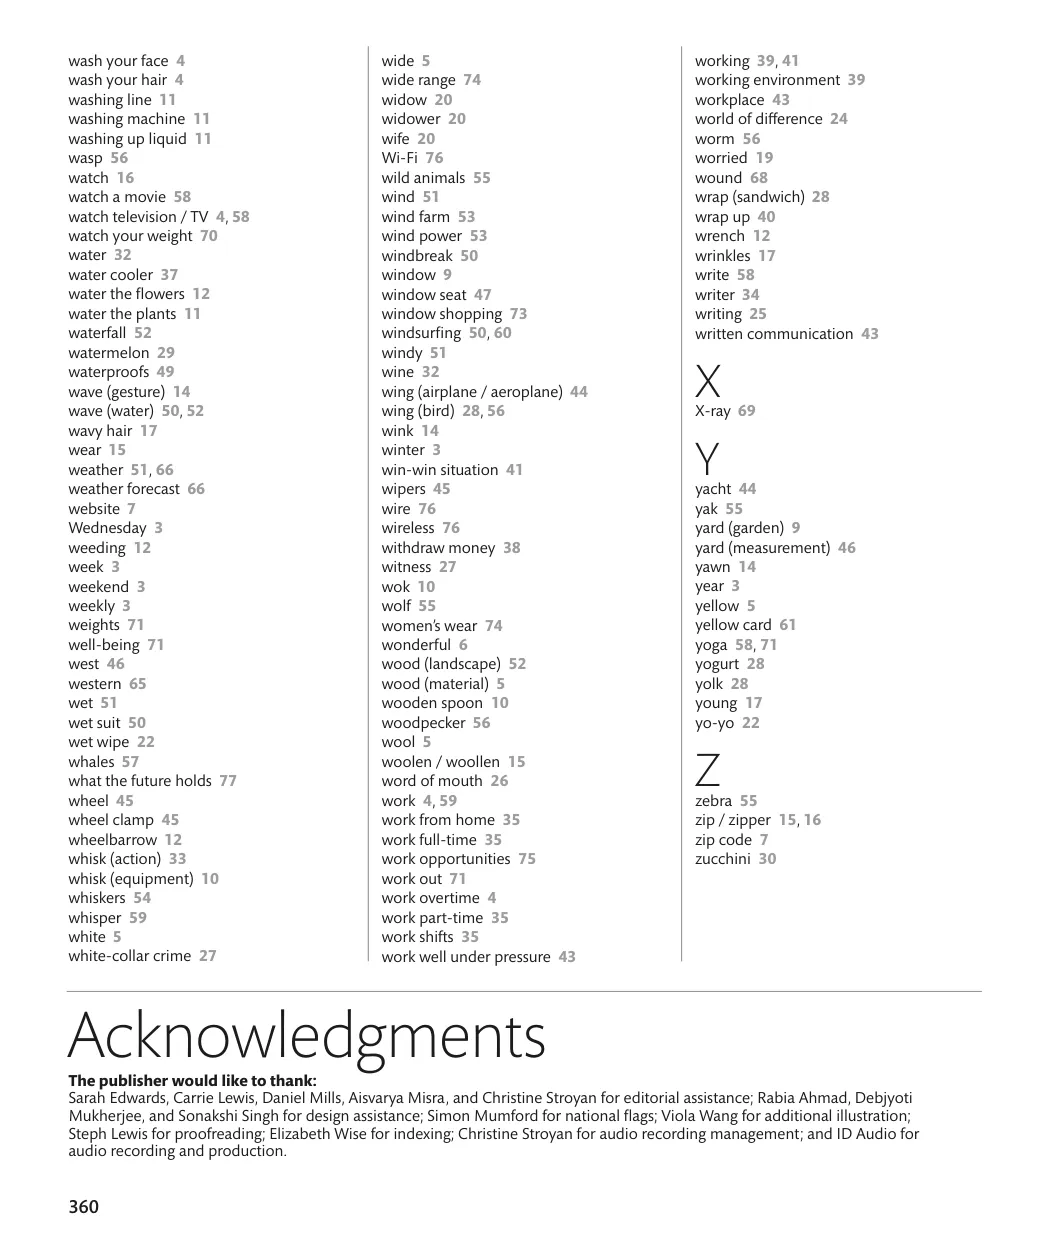 wash your face 4
wash your hair 4
washing line 11
washing machine 11
washing up liquid 11
wasp 56
watch 16
watch a movie 58
watch television / TV 4, 58
watch your weight 70
water 32
water cooler 37
water the flowers 12
water the plants 11
waterfall 52
watermelon 29
waterproofs 49
wave (gesture) 14
wave (water) 50, 52
wavy hair 17
wear 15
weather 51, 66
weather forecast 66
website 7
Wednesday 3
weeding 12
week 3
weekend 3
weekly 3
weights 71
well-being 71
west 46
western 65
wet 51
wet suit 50
wet wipe 22
whales 57
what the future holds 77
wheel 45
wheel clamp 45
wheelbarrow 12
whisk (action) 33
whisk (equipment) 10
whiskers 54
whisper 59
white 5
white-collar crime 27
wide 5
wide range 74
widow 20
widower 20
wife 20
Wi-Fi 76
wild animals 55
wind 51
wind farm 53
wind power 53
windbreak 50
window 9
window seat 47
window shopping 73
windsurfing 50, 60
windy 51
wine 32
wing (airplane / aeroplane) 44
wing (bird) 28, 56
wink 14
winter 3
win-win situation 41
wipers 45
wire 76
wireless 76
withdraw money 38
witness 27
wok 10
wolf 55
women's wear 74
wonderful 6
wood (landscape) 52
wood (material) 5
wooden spoon 10
woodpecker 56
wool 5
woolen / woollen 15
word of mouth 26
work 4, 59
work from home 35
work full-time 35
work opportunities 75
work out 71
work overtime 4
work part-time 35
work shifts 35
work well under pressure 43
working 39, 41
working environment 39
workplace 43
world of difference 24
worm 56
worried 19
wound 68
wrap (sandwich) 28
wrap up 40
wrench 12
wrinkles 17
write 58
writer 34
writing 25
written communication 43
X
X-ray 69
Y
yacht 44
yak 55
yard (garden) 9
yard (measurement) 46
yawn 14
year 3
yellow 5
yellow card 61
yoga 58, 71
yogurt 28
yolk 28
young 17
yo-yo 22
Z
zebra 55
zip / zipper 15, 16
zip code 7
zucchini 30
Acknowledgments
The publisher would like to thank:
Sarah Edwards, Carrie Lewis, Daniel Mills, Aisvarya Misra, and Christine Stroyan for editorial assistance; Rabia Ahmad, Debjyoti
Mukherjee, and Sonakshi Singh for design assistance; Simon Mumford for national flags; Viola Wang for additional illustration;
Steph Lewis for proofreading; Elizabeth Wise for indexing; Christine Stroyan for audio recording management; and ID Audio for
audio recording and production.
360